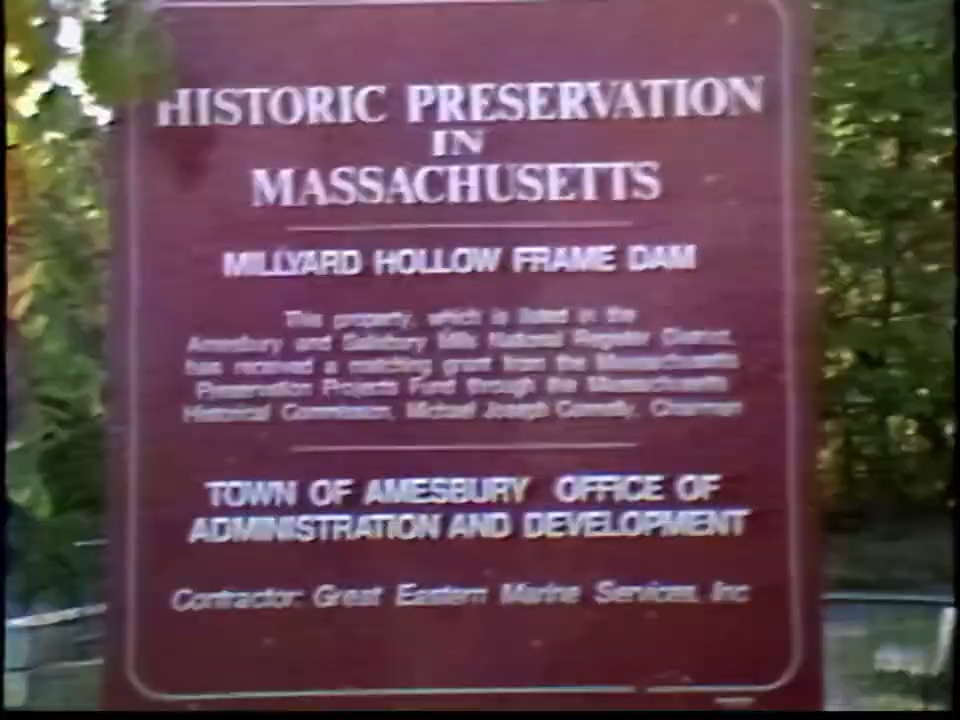 HISTORIC PRESERVATION
IN
MASSACHUSETTS
MILLYARD HOLLOW FRAME DAM
This property, which is listed in the
Amesbury and Salisbury Mills National Register District,
has received a matching grant from the Massachusetts
Preservation Projects Fund through the Massachusetts
Historical Commission, Michael Joseph Connolly, Chairman
TOWN OF AMESBURY OFFICE OF
ADMINISTRATION AND DEVELOPMENT
Contractor: Great Eastern Marine Services, Inc